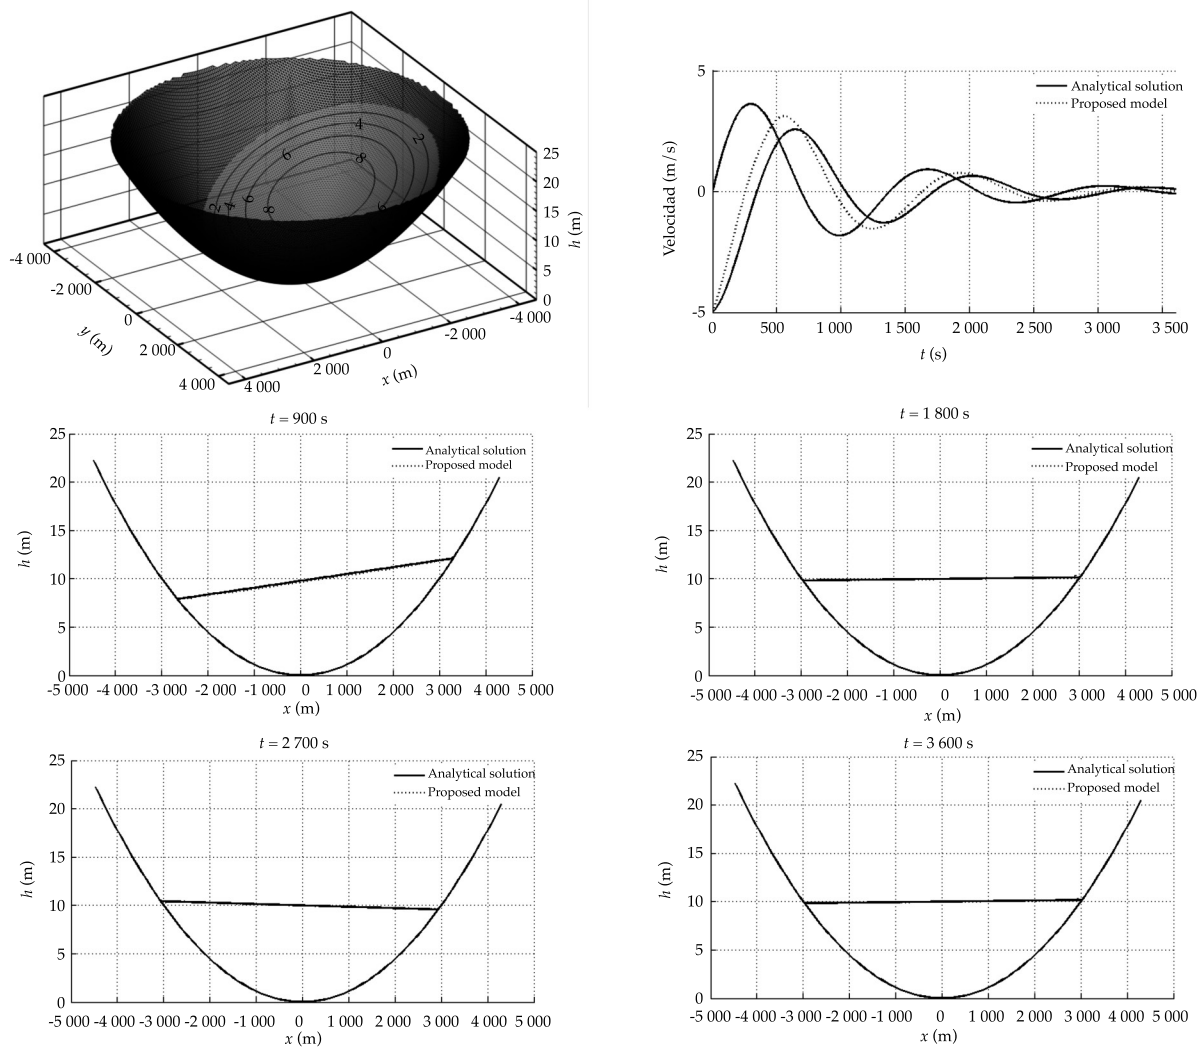 4
2
6
8
2
4
6
8
6
25
20
15
10
5
0
h (m)
-4 000
-2 000
0
2 000
4 000
y (m)
4 000
2 000
0
-2 000
-4 000
x (m)
5
0
-5
Velocidad (m/s)
Analytical solution
Proposed model
0 500 1 000 1 500 2 000 2 500 3 000 3 500
t (s)
t = 900 s
25
20
15
10
5
0
h (m)
Analytical solution
Proposed model
-5 000 -4 000 -3 000 -2 000 -1 000 0 1 000 2 000 3 000 4 000 5 000
x (m)
t = 1 800 s
25
20
15
10
5
0
h (m)
Analytical solution
Proposed model
-5 000 -4 000 -3 000 -2 000 -1 000 0 1 000 2 000 3 000 4 000 5 000
x (m)
t = 2 700 s
25
20
15
10
5
0
h (m)
Analytical solution
Proposed model
-5 000 -4 000 -3 000 -2 000 -1 000 0 1 000 2 000 3 000 4 000 5 000
x (m)
t = 3 600 s
25
20
15
10
5
0
h (m)
Analytical solution
Proposed model
-5 000 -4 000 -3 000 -2 000 -1 000 0 1 000 2 000 3 000 4 000 5 000
x (m)